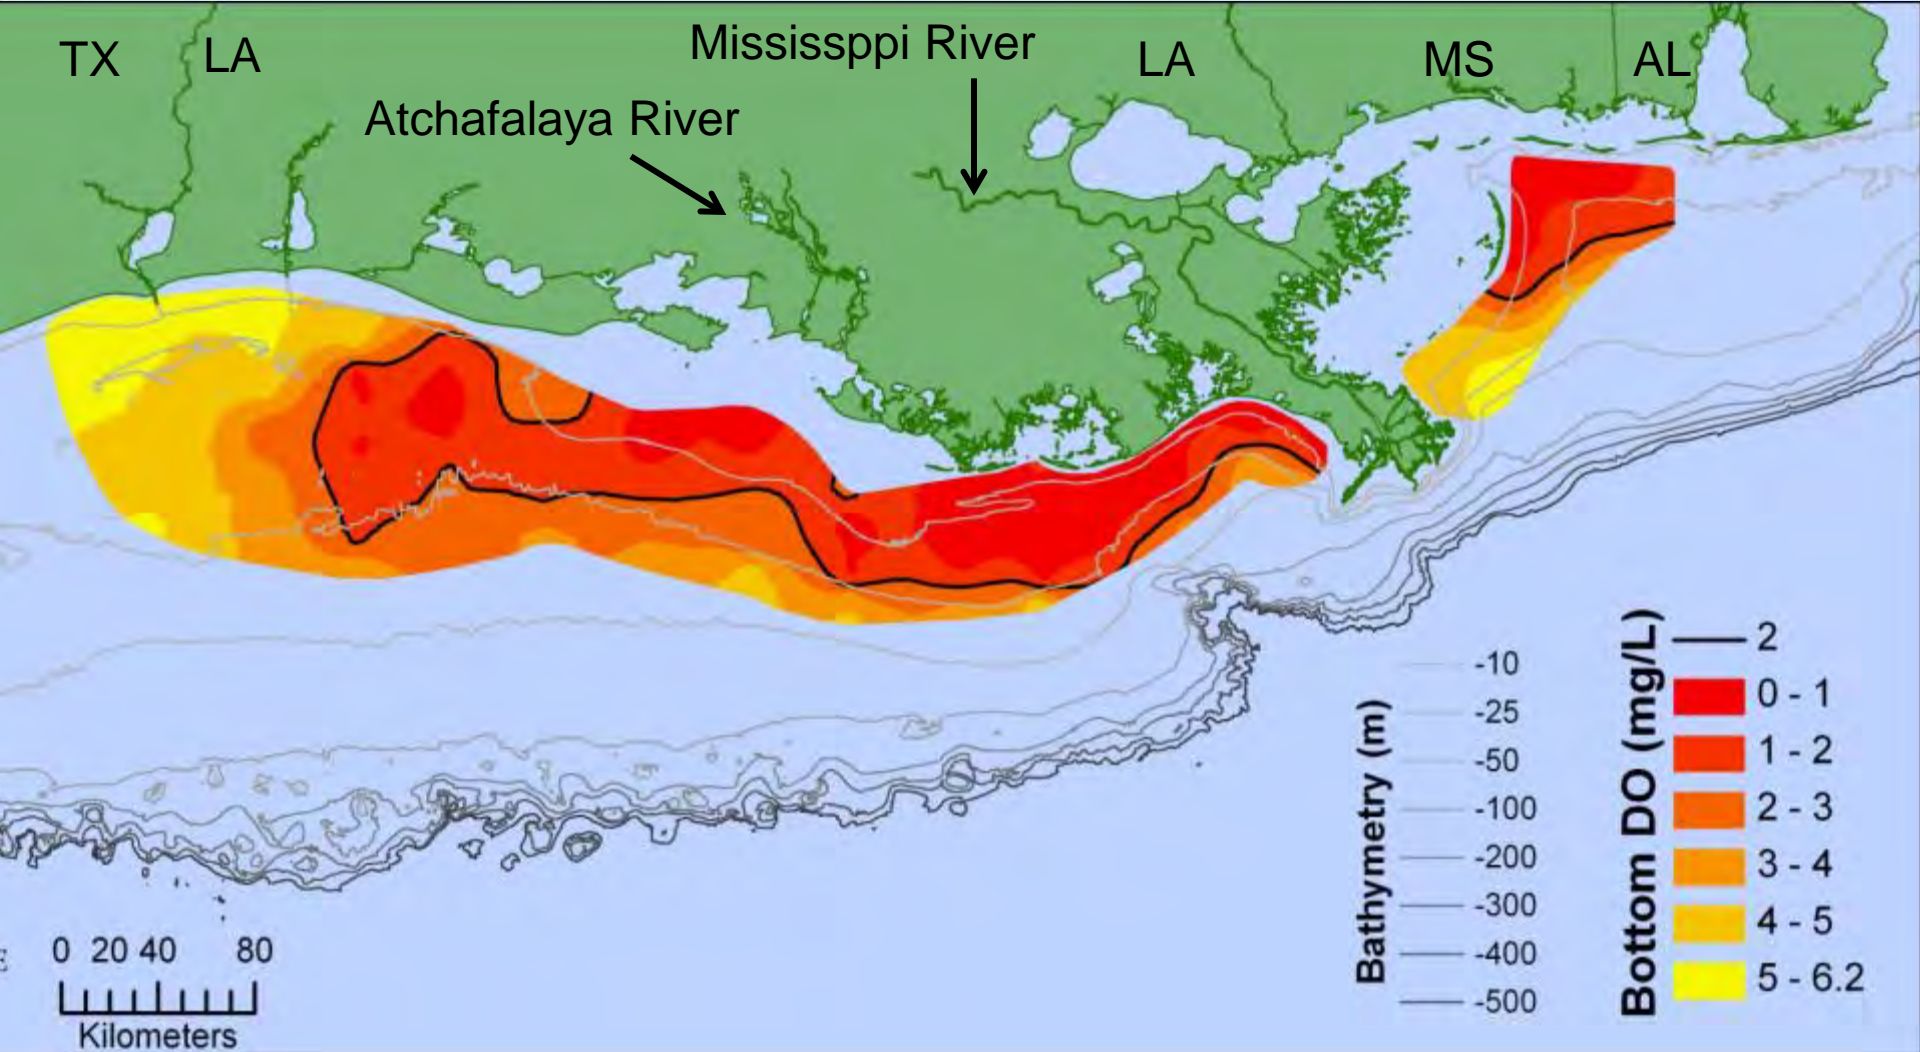 TX
LA
Mississppi River
LA
MS
AL
Atchafalaya River
E
0 20 40 80
Kilometers
Bathymetry (m)
-10
-25
-50
-100
-200
-300
-400
-500
Bottom DO (mg/L)
2
0 - 1
1 - 2
2 - 3
3 - 4
4 - 5
5 - 6.2